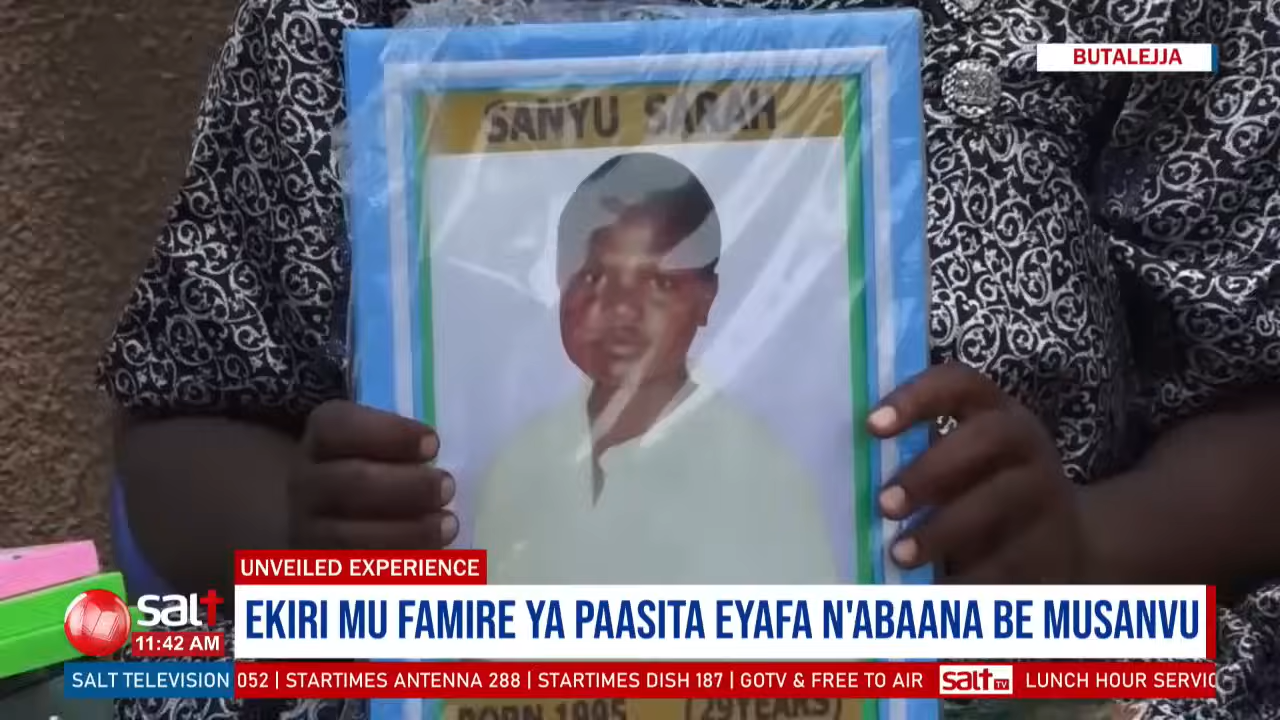 BUTALEJJA
SANYU SARAH
UNVEILED EXPERIENCE
EKIRI MU FAMIRE YA PAASITA EYAFA N'ABAANA BE MUSANVU
salt
11:42 AM
SALT TELEVISION
052 | STARTIMES ANTENNA 288 | STARTIMES DISH 187 | GOTV & FREE TO AIR
salt TV
LUNCH HOUR SERVIC
BORN 1995 (29YEARS)